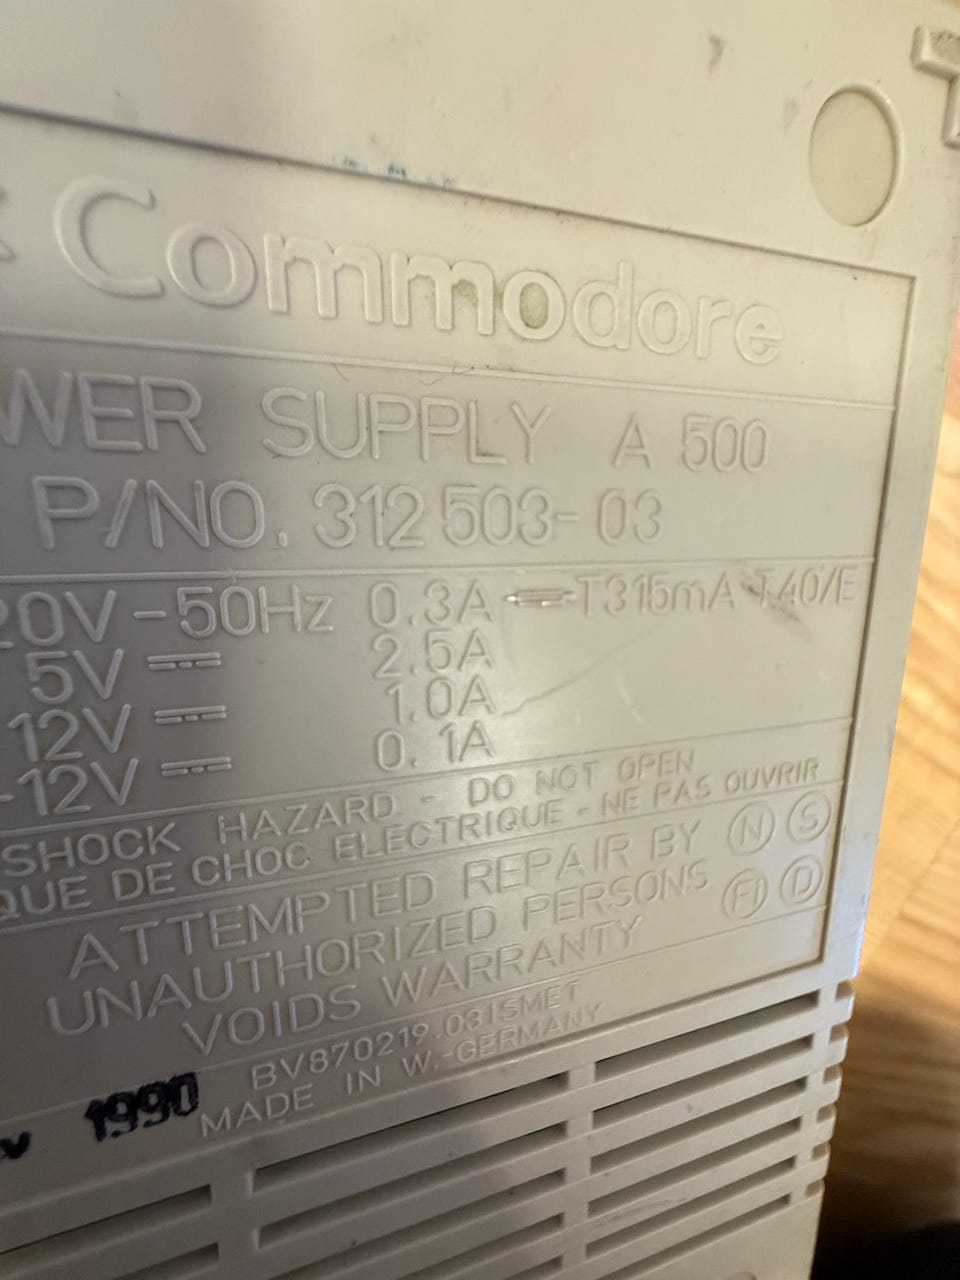 Commodore
WER SUPPLY A 500
P/NO. 312 503-03
20V-50Hz 0.3A T315mA T40/E
5V 2.5A
12V 1.0A
-12V 0.1A
SHOCK HAZARD - DO NOT OPEN
QUE DE CHOC ELECTRIQUE - NE PAS OUVRIR
ATTEMPTED REPAIR BY N S
UNAUTHORIZED PERSONS FI D
VOIDS WARRANTY
BV870219.031SMET
MADE IN W.-GERMANY
1990